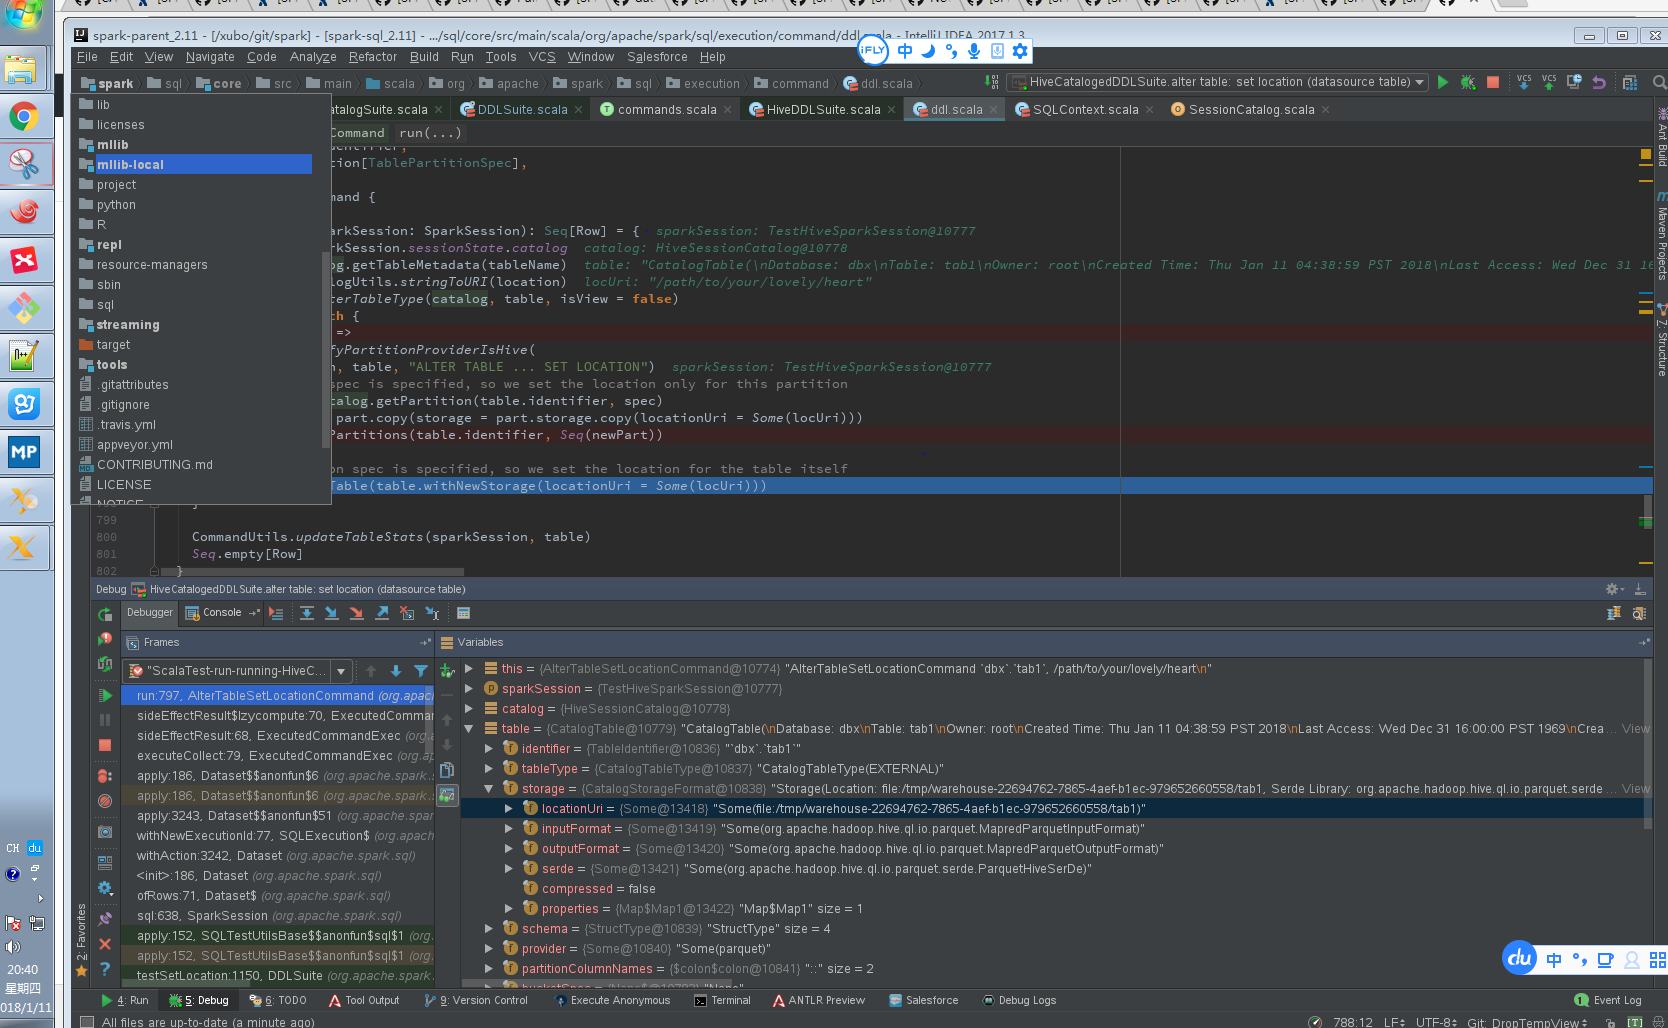 spark-parent_2.11 - [/xubo/git/spark] - [spark-sql_2.11] - .../sql/core/src/main/scala/org/apache/spark/sql/execution/command/ddl.scala - IntelliJ IDEA 2017.1.3
iFLY 中
File Edit View Navigate Code Analyze Refactor Build Run Tools VCS Window Salesforce Help
spark sql core src main scala org apache spark sql execution command ddl.scala
HiveCatalogedDDLSuite.alter table: set location (datasource table)
VCS VCS
atalogSuite.scala DDLSuite.scala commands.scala HiveDDLSuite.scala ddl.scala SQLContext.scala SessionCatalog.scala
Command run(...)
lib
licenses
mllib
mllib-local
project
python
R
repl
resource-managers
sbin
sql
streaming
target
tools
.gitattributes
.gitignore
.travis.yml
appveyor.yml
CONTRIBUTING.md
LICENSE
NOTICE
tion[TablePartitionSpec],
mmand {
arkSession: SparkSession): Seq[Row] = { sparkSession: TestHiveSparkSession@10777
rkSession.sessionState.catalog catalog: HiveSessionCatalog@10778
og.getTableMetadata(tableName) table: "CatalogTable(\nDatabase: dbx\nTable: tab1\nOwner: root\nCreated Time: Thu Jan 11 04:38:59 PST 2018\nLast Access: Wed Dec 31 16
logUtils.stringToURI(location) locUri: "/path/to/your/lovely/heart"
terTableType(catalog, table, isView = false)
ch {
=>
fyPartitionProviderIsHive(
n, table, "ALTER TABLE ... SET LOCATION") sparkSession: TestHiveSparkSession@10777
spec is specified, so we set the location only for this partition
talog.getPartition(table.identifier, spec)
part.copy(storage = part.storage.copy(locationUri = Some(locUri)))
Partitions(table.identifier, Seq(newPart))
on spec is specified, so we set the location for the table itself
Table(table.withNewStorage(locationUri = Some(locUri)))
799
800 CommandUtils.updateTableStats(sparkSession, table)
801 Seq.empty[Row]
802 }
Ant Build
Maven Projects
7: Structure
Debug HiveCatalogedDDLSuite.alter table: set location (datasource table)
Debugger Console
Frames
Variables
"ScalaTest-run-running-HiveC...
run:797, AlterTableSetLocationCommand (org.apac
sideEffectResult$lzycompute:70, ExecutedComma
sideEffectResult:68, ExecutedCommandExec (org.a
executeCollect:79, ExecutedCommandExec (org.a
apply:186, Dataset$$anonfun$6 (org.apache.spark.
apply:186, Dataset$$anonfun$6 (org.apache.spark.
apply:3243, Dataset$$anonfun$51 (org.apache.spar
withNewExecutionId:77, SQLExecution$ (org.apach
withAction:3242, Dataset (org.apache.spark.sql)
<init>:186, Dataset (org.apache.spark.sql)
ofRows:71, Dataset$ (org.apache.spark.sql)
sql:638, SparkSession (org.apache.spark.sql)
apply:152, SQLTestUtilsBase$$anonfun$sql$1 (org.
apply:152, SQLTestUtilsBase$$anonfun$sql$1 (org.
testSetLocation:1150, DDLSuite (org.apache.spark.
this = {AlterTableSetLocationCommand@10774} "AlterTableSetLocationCommand `dbx`.`tab1`, /path/to/your/lovely/heart\n"
sparkSession = {TestHiveSparkSession@10777}
catalog = {HiveSessionCatalog@10778}
table = {CatalogTable@10779} "CatalogTable(\nDatabase: dbx\nTable: tab1\nOwner: root\nCreated Time: Thu Jan 11 04:38:59 PST 2018\nLast Access: Wed Dec 31 16:00:00 PST 1969\nCrea... View
identifier = {TableIdentifier@10836} "`dbx`.`tab1`"
tableType = {CatalogTableType@10837} "CatalogTableType(EXTERNAL)"
storage = {CatalogStorageFormat@10838} "Storage(Location: file:/tmp/warehouse-22694762-7865-4aef-b1ec-979652660558/tab1, Serde Library: org.apache.hadoop.hive.ql.io.parquet.serde ... View
locationUri = {Some@13418} "Some(file:/tmp/warehouse-22694762-7865-4aef-b1ec-979652660558/tab1)"
inputFormat = {Some@13419} "Some(org.apache.hadoop.hive.ql.io.parquet.MapredParquetInputFormat)"
outputFormat = {Some@13420} "Some(org.apache.hadoop.hive.ql.io.parquet.MapredParquetOutputFormat)"
serde = {Some@13421} "Some(org.apache.hadoop.hive.ql.io.parquet.serde.ParquetHiveSerDe)"
compressed = false
properties = {Map$Map1@13422} "Map$Map1" size = 1
schema = {StructType@10839} "StructType" size = 4
provider = {Some@10840} "Some(parquet)"
partitionColumnNames = {$colon$colon@10841} "::" size = 2
2: Favorites
MP
CH du
20:40
星期四
018/1/11
du 中
4: Run 5: Debug 6: TODO Tool Output 9: Version Control Execute Anonymous Terminal ANTLR Preview Salesforce Debug Logs 1 Event Log
All files are up-to-date (a minute ago) 788:12 LF UTF-8 Git: DropTempView [T]